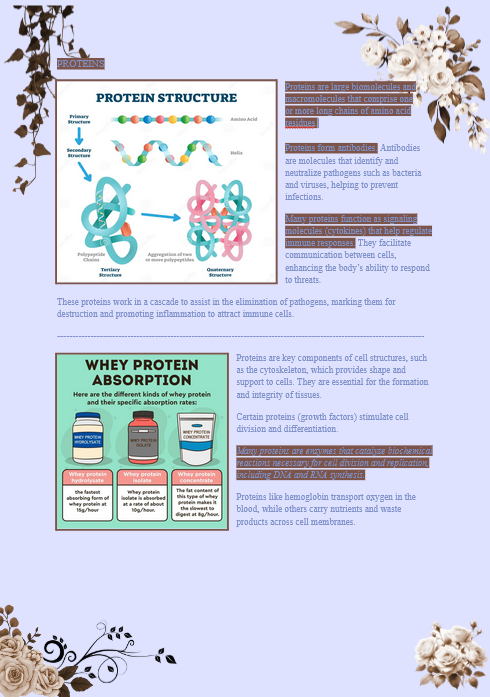 PROTEINS
PROTEIN STRUCTURE
Primary
Structure
Amino Acid
Secondary
Structure
Helix
Polypeptide
Chains
Aggregation of two
or more polypeptides
Tertiary
Structure
Quaternary
Structure
Proteins are large biomolecules and
macromolecules that comprise one
or more long chains of amino acid
residues.
Proteins form antibodies. Antibodies
are molecules that identify and
neutralize pathogens such as bacteria
and viruses, helping to prevent
infections.
Many proteins function as signaling
molecules (cytokines) that help regulate
immune responses. They facilitate
communication between cells,
enhancing the body's ability to respond
to threats.
These proteins work in a cascade to assist in the elimination of pathogens, marking them for
destruction and promoting inflammation to attract immune cells.
WHEY PROTEIN
ABSORPTION
Here are the different kinds of whey protein
and their specific absorption rates:
WHEY PROTEIN
HYDROLYSATE
WHEY PROTEIN
ISOLATE
WHEY PROTEIN
CONCENTRATE
Whey protein
hydrolysate
the fastest
absorbing form of
whey protein at
15g/hour.
Whey protein
isolate
Whey protein
isolate is absorbed
at a rate of about
10g/hour.
Whey protein
concentrate
The fat content of
this type of whey
protein makes it
the slowest to
digest at 8g/hour.
Proteins are key components of cell structures, such
as the cytoskeleton, which provides shape and
support to cells. They are essential for the formation
and integrity of tissues.
Certain proteins (growth factors) stimulate cell
division and differentiation.
Many proteins are enzymes that catalyze biochemical
reactions necessary for cell division and replication,
including DNA and RNA synthesis.
Proteins like hemoglobin transport oxygen in the
blood, while others carry nutrients and waste
products across cell membranes.